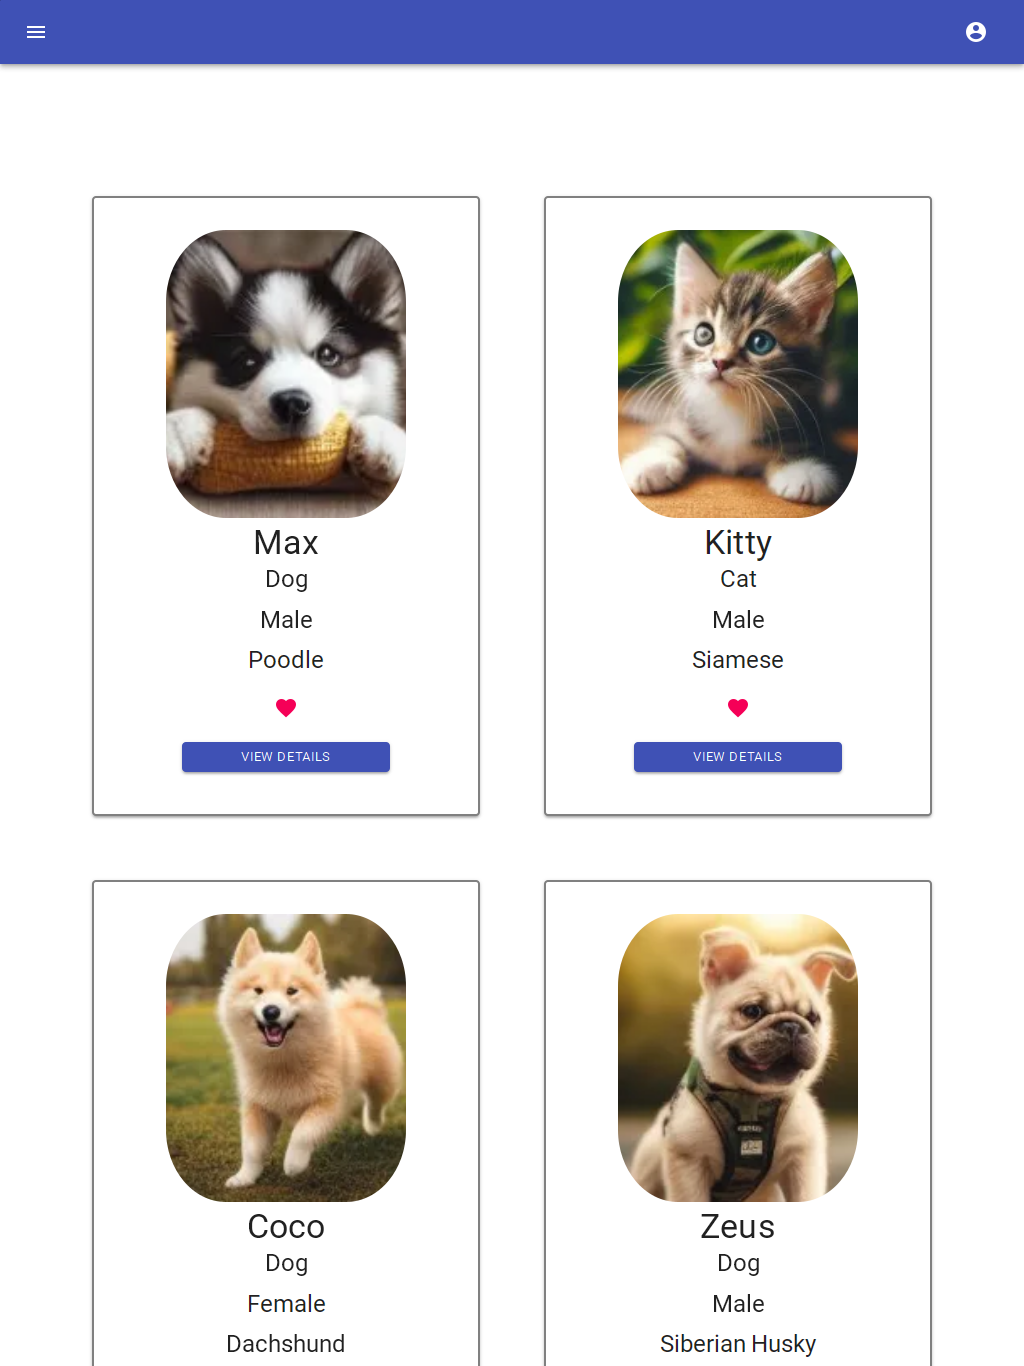 Max
Dog
Male
Poodle
VIEW DETAILS
Kitty
Cat
Male
Siamese
VIEW DETAILS
Coco
Dog
Female
Dachshund
Zeus
Dog
Male
Siberian Husky